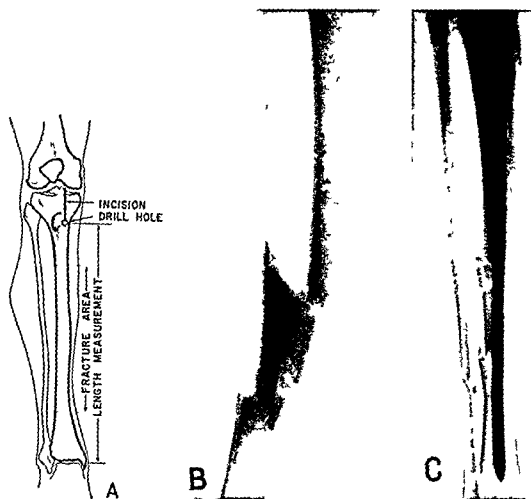 INCISION
DRILL HOLE
FRACTURE AREA
LENGTH MEASUREMENT
A
B
C